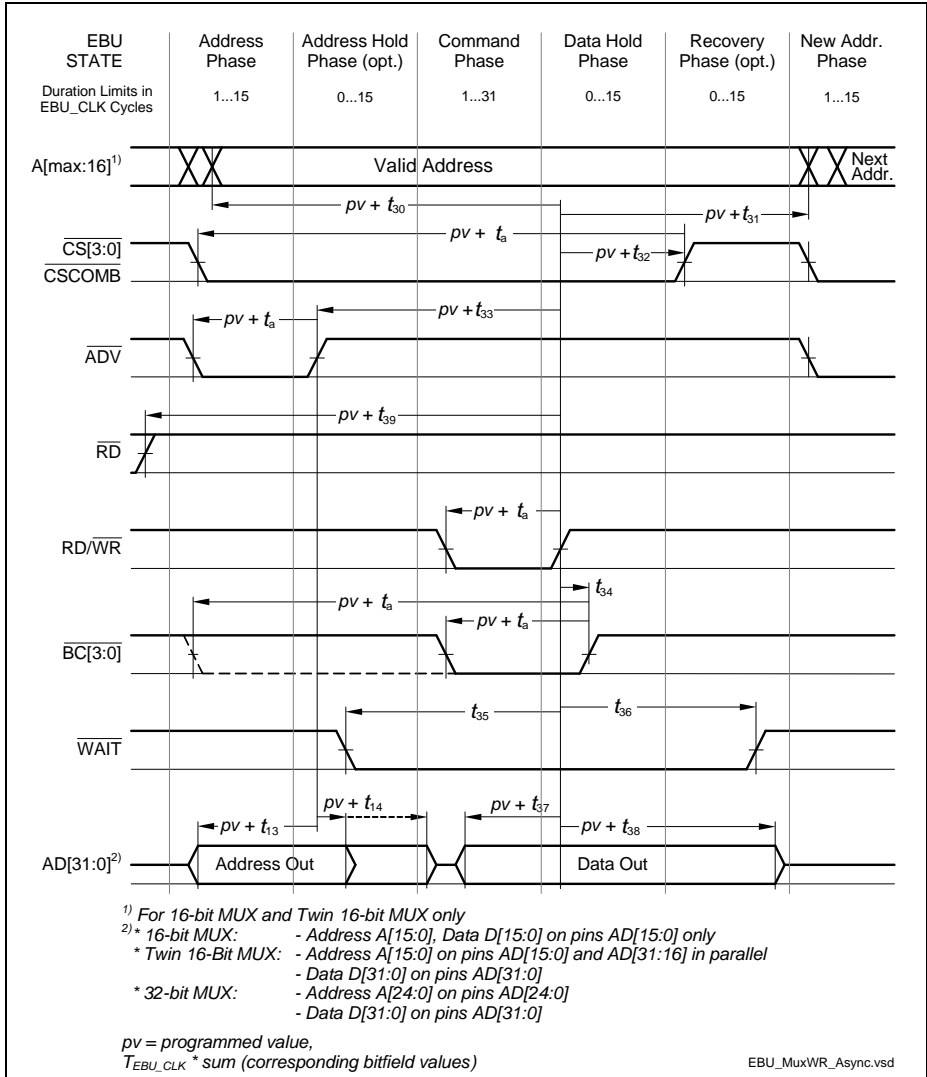 EBU STATE
Address Phase
Address Hold Phase (opt.)
Command Phase
Data Hold Phase
Recovery Phase (opt.)
New Addr. Phase
Duration Limits in EBU_CLK Cycles
1...15
0...15
1...31
0...15
0...15
1...15
A[max:16]1)
Valid Address
Next Addr.
pv + t30
pv + t31
CS[3:0]
CSCOMB
pv + ta
pv + t32
ADV
pv + ta
pv + t33
RD
pv + t39
RD/WR
pv + ta
t34
BC[3:0]
pv + ta
pv + ta
WAIT
t35
t36
AD[31:0]2)
pv + t13
pv + t14
pv + t37
pv + t38
Address Out
Data Out
1) For 16-bit MUX and Twin 16-bit MUX only
2) * 16-bit MUX: - Address A[15:0], Data D[15:0] on pins AD[15:0] only
* Twin 16-Bit MUX: - Address A[15:0] on pins AD[15:0] and AD[31:16] in parallel
- Data D[31:0] on pins AD[31:0]
* 32-bit MUX: - Address A[24:0] on pins AD[24:0]
- Data D[31:0] on pins AD[31:0]
pv = programmed value,
TEBU_CLK * sum (corresponding bitfield values)
EBU_MuxWR_Async.vsd